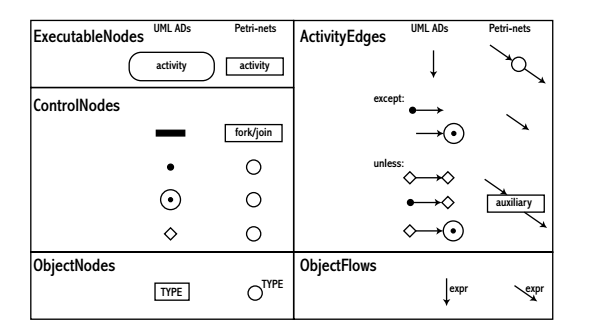 ExecutableNodes UML ADs Petri-nets
activity activity
ControlNodes
fork/join
ObjectNodes
TYPE TYPE
ActivityEdges UML ADs Petri-nets
except:
unless:
auxiliary
ObjectFlows
expr expr